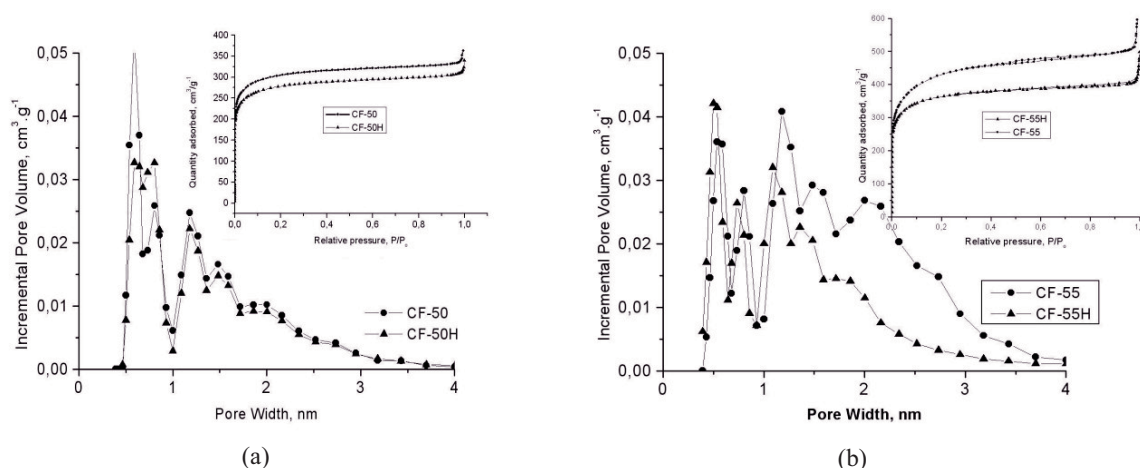 0,05
0,04
0,03
0,02
0,01
0,00
Incremental Pore Volume, cm³.g⁻¹
0
1
2
3
4
Pore Width, nm
CF-50
CF-50H
400
350
300
250
200
150
100
50
0
Quantity adsorbed, cm³/g⁻¹
0,0
0,2
0,4
0,6
0,8
1,0
Relative pressure, P/P₀
CF-50
CF-50H
(a)
0,05
0,04
0,03
0,02
0,01
0,00
Incremental Pore Volume, cm³.g⁻¹
0
1
2
3
4
Pore Width, nm
CF-55
CF-55H
600
500
400
300
200
100
0
Quantity adsorbed, cm³/g⁻¹
0,0
0,2
0,4
0,6
0,8
1,0
Relative pressure, P/P₀
CF-55H
CF-55
(b)